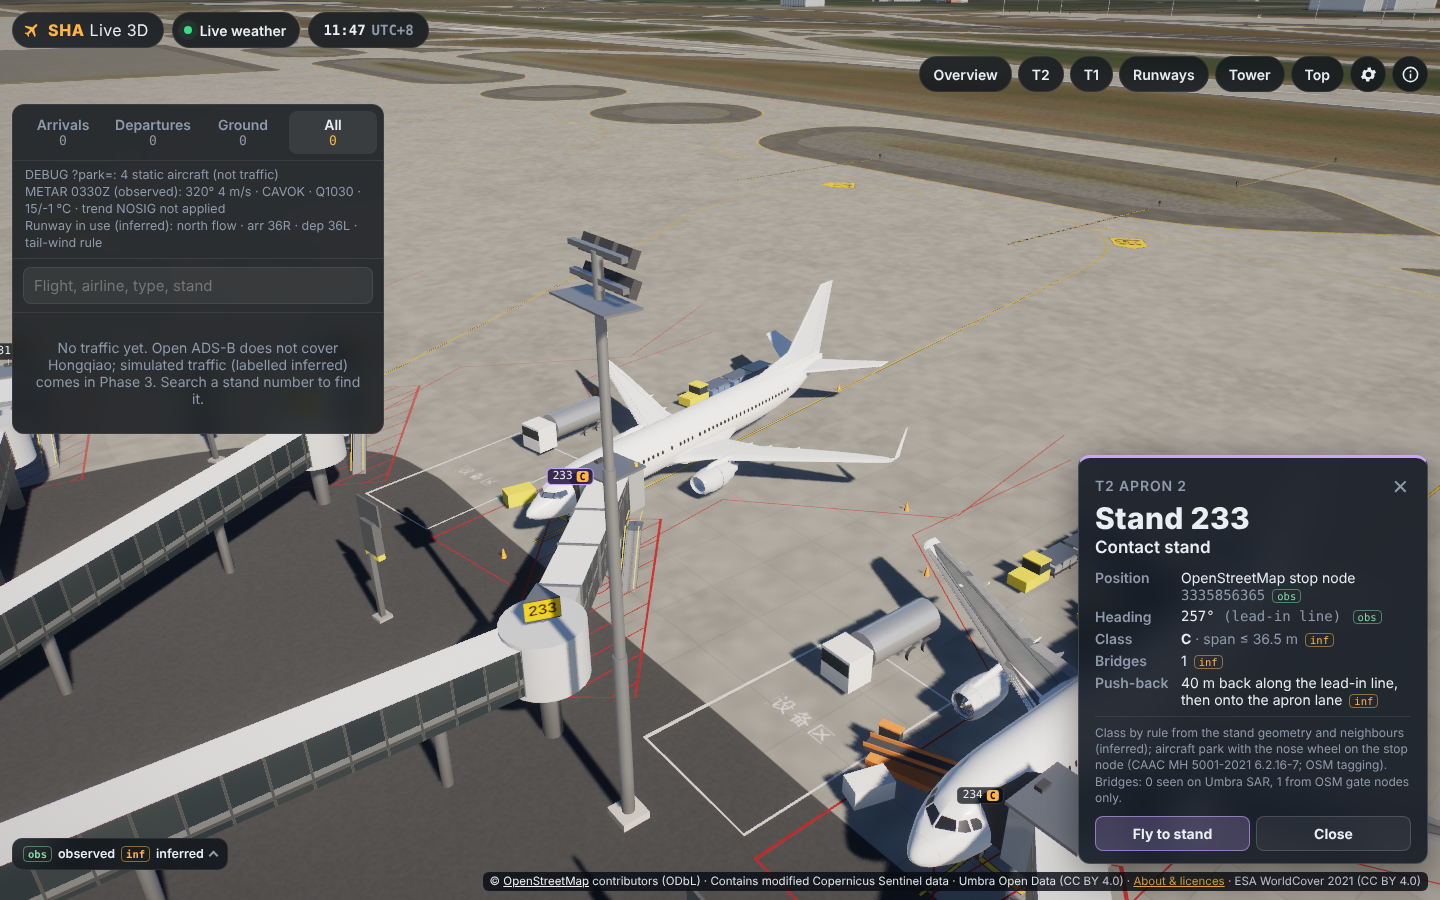 SHA Live 3D
Live weather
11:47 UTC+8
Overview
T2
T1
Runways
Tower
Top
Arrivals
0
Departures
0
Ground
0
All
0
DEBUG ?park=: 4 static aircraft (not traffic)
METAR 0330Z (observed): 320° 4 m/s · CAVOK · Q1030 ·
15/-1 °C · trend NOSIG not applied
Runway in use (inferred): north flow · arr 36R · dep 36L ·
tail-wind rule
Flight, airline, type, stand
No traffic yet. Open ADS-B does not cover
Hongqiao; simulated traffic (labelled inferred)
comes in Phase 3. Search a stand number to find
it.
233 C
233
设备区
234 C
T2 APRON 2
Stand 233
Contact stand
Position OpenStreetMap stop node
3335856365 obs
Heading 257° (lead-in line) obs
Class C · span ≤ 36.5 m inf
Bridges 1 inf
Push-back 40 m back along the lead-in line,
then onto the apron lane inf
Class by rule from the stand geometry and neighbours
(inferred); aircraft park with the nose wheel on the stop
node (CAAC MH 5001-2021 6.2.16-7; OSM tagging).
Bridges: 0 seen on Umbra SAR, 1 from OSM gate nodes
only.
Fly to stand
Close
obs observed inf inferred
© OpenStreetMap contributors (ODbL) · Contains modified Copernicus Sentinel data · Umbra Open Data (CC BY 4.0) · About & licences · ESA WorldCover 2021 (CC BY 4.0)